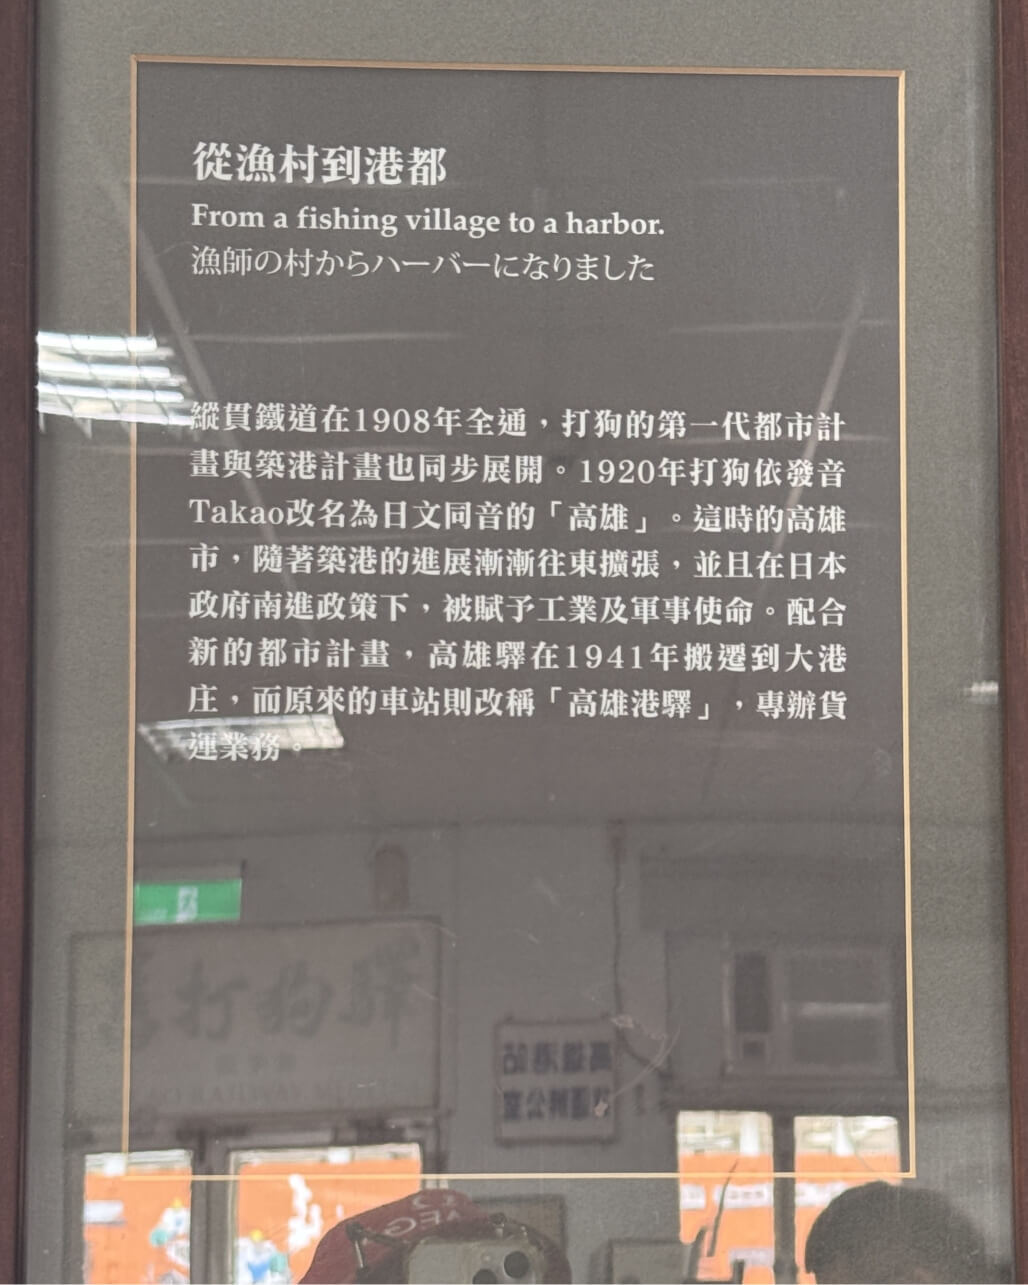 從漁村到港都
From a fishing village to a harbor.
漁師の村からハーバーになりました
縱貫鐵道在1908年全通，打狗的第一代都市計
畫與築港計畫也同步展開。1920年打狗依發音
Takao改名為日文同音的「高雄」。這時的高雄
市，隨著築港的進展漸漸往東擴張，並且在日本
政府南進政策下，被賦予工業及軍事使命。配合
新的都市計畫，高雄驛在1941年搬遷到大港
庄，而原來的車站則改稱「高雄港驛」，專辦貨
運業務。
打狗驛
高雄港站